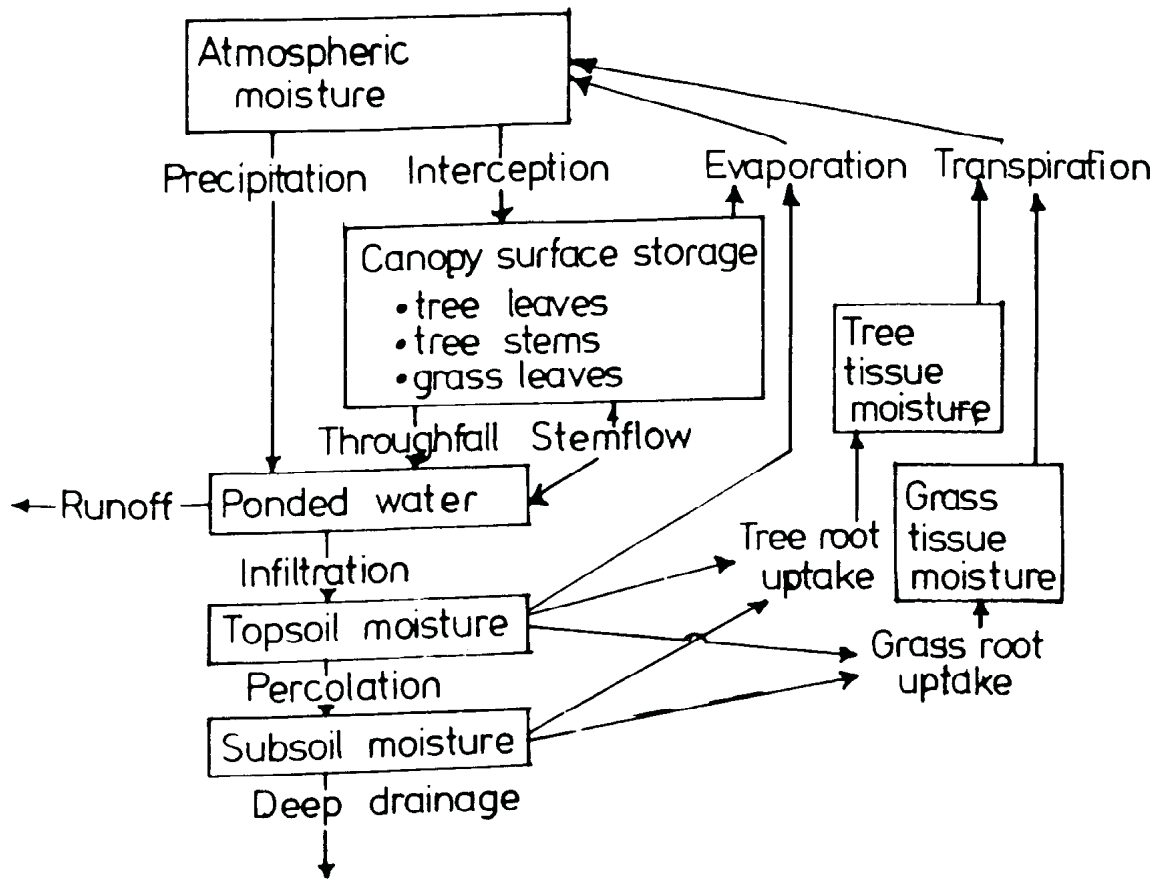 Atmospheric
moisture
Precipitation
Interception
Evaporation
Transpiration
Canopy surface storage
• tree leaves
• tree stems
• grass leaves
Tree
tissue
moisture
Throughfall
Stemflow
Runoff
Ponded water
Grass
tissue
moisture
Tree root
uptake
Infiltration
Topsoil moisture
Grass root
uptake
Percolation
Subsoil moisture
Deep drainage